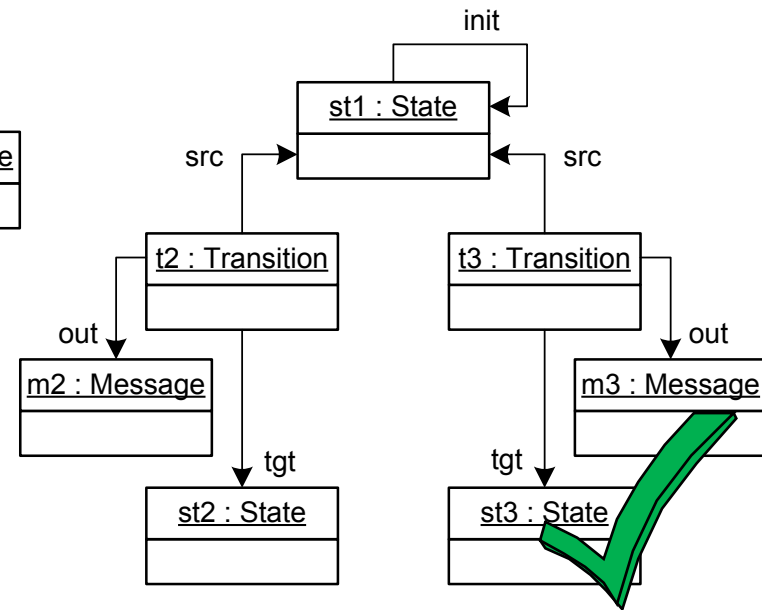 init
st1 : State
src
src
t2 : Transition
t3 : Transition
out
out
m2 : Message
m3 : Message
tgt
tgt
st2 : State
st3 : State